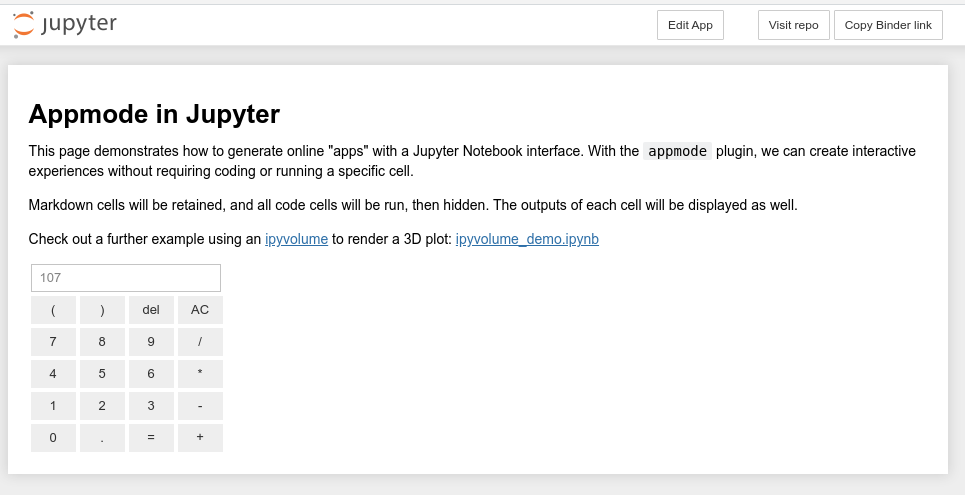 jupyter Edit App Visit repo Copy Binder link
Appmode in Jupyter
This page demonstrates how to generate online "apps" with a Jupyter Notebook interface. With the appmode plugin, we can create interactive
experiences without requiring coding or running a specific cell.
Markdown cells will be retained, and all code cells will be run, then hidden. The outputs of each cell will be displayed as well.
Check out a further example using an ipyvolume to render a 3D plot: ipyvolume_demo.ipynb
107
( ) del AC
7 8 9 /
4 5 6 *
1 2 3 -
0 . = +